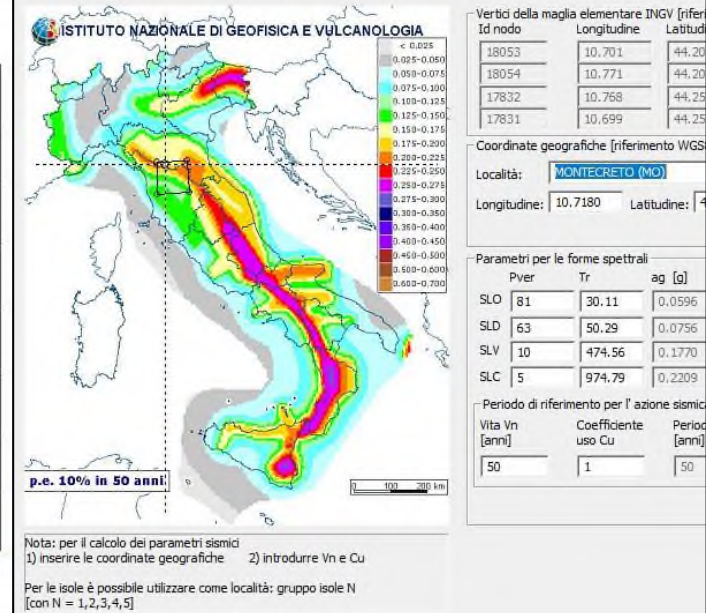 ISTITUTO NAZIONALE DI GEOFISICA E VULCANOLOGIA
< 0.025
0.025-0.050
0.050-0.075
0.075-0.100
0.100-0.125
0.125-0.150
0.150-0.175
0.175-0.200
0.200-0.225
0.225-0.250
0.250-0.275
0.275-0.300
0.300-0.350
0.350-0.400
0.400-0.450
0.450-0.500
0.500-0.600
0.600-0.700
p.e. 10% in 50 anni
0 100 200 km
Nota: per il calcolo dei parametri sismici
1) inserire le coordinate geografiche 2) introdurre Vn e Cu
Per le isole è possibile utilizzare come località: gruppo isole N
[con N = 1,2,3,4,5]
Vertici della maglia elementare INGV [riferi
Id nodo Longitudine Latitudi
18053 10.701 44.20
18054 10.771 44.20
17832 10.768 44.25
17831 10.699 44.25
Coordinate geografiche [riferimento WGS
Località: MONTECRETO (MO)
Longitudine: 10.7180 Latitudine: 4
Parametri per le forme spettrali
Pver Tr ag [g]
SLO 81 30.11 0.0596
SLD 63 50.29 0.0756
SLV 10 474.56 0.1770
SLC 5 974.79 0.2209
Periodo di riferimento per l' azione sismica
Vita Vn Coefficiente Period
[anni] uso Cu [anni]
50 1 50